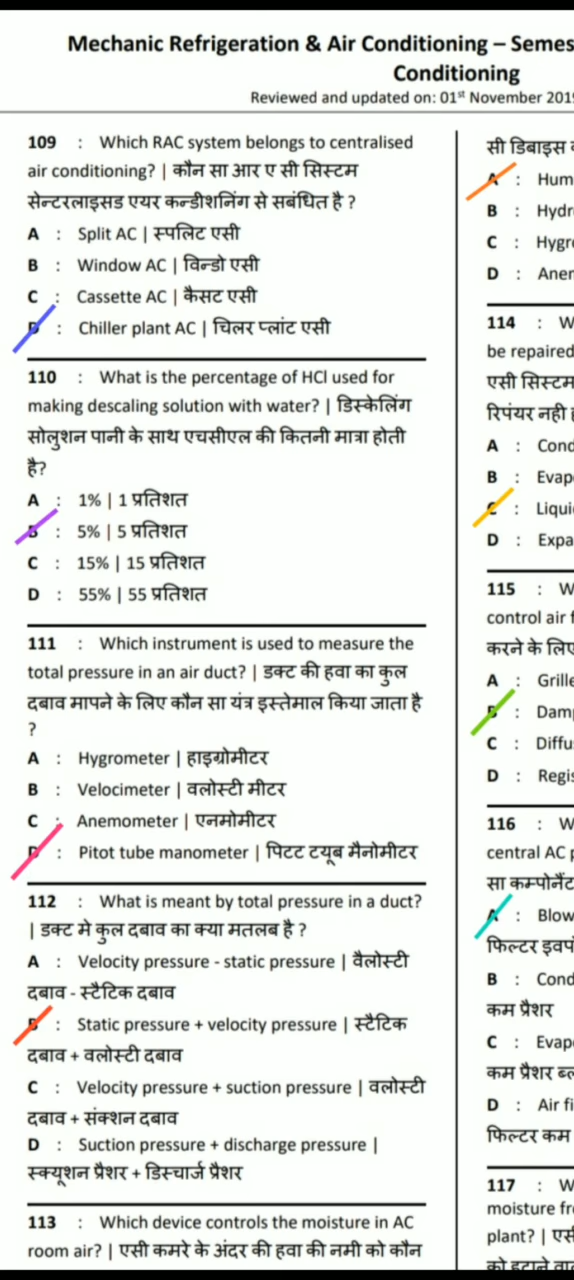 Mechanic Refrigeration & Air Conditioning – Semes
Conditioning
Reviewed and updated on: 01st November 201
109 : Which RAC system belongs to centralised
air conditioning? | कौन सा आर ए सी सिस्टम
सेन्टरलाइसड एयर कन्डीशनिंग से सबंधित है ?
A : Split AC | स्पलिट एसी
B : Window AC | विन्डो एसी
C : Cassette AC | कैसट एसी
D : Chiller plant AC | चिलर प्लांट एसी
110 : What is the percentage of HCl used for
making descaling solution with water? | डिस्केलिंग
सोलुशन पानी के साथ एचसीएल की कितनी मात्रा होती
है?
A : 1% | 1 प्रतिशत
B : 5% | 5 प्रतिशत
C : 15% | 15 प्रतिशत
D : 55% | 55 प्रतिशत
111 : Which instrument is used to measure the
total pressure in an air duct? | डक्ट की हवा का कुल
दबाव मापने के लिए कौन सा यंत्र इस्तेमाल किया जाता है
?
A : Hygrometer | हाइग्रोमीटर
B : Velocimeter | वलोस्टी मीटर
C : Anemometer | एनमोमीटर
D : Pitot tube manometer | पिटट टयूब मैनोमीटर
112 : What is meant by total pressure in a duct?
| डक्ट मे कुल दबाव का क्या मतलब है ?
A : Velocity pressure - static pressure | वैलोस्टी
दबाव - स्टैटिक दबाव
B : Static pressure + velocity pressure | स्टैटिक
दबाव + वलोस्टी दबाव
C : Velocity pressure + suction pressure | वलोस्टी
दबाव + संक्शन दबाव
D : Suction pressure + discharge pressure |
स्क्यूशन प्रैशर + डिस्चार्ज प्रैशर
113 : Which device controls the moisture in AC
room air? | एसी कमरे के अंदर की हवा की नमी को कौन
सी डिबाइस
A : Hum
B : Hydr
C : Hygr
D : Aner
114 : W
be repaired
एसी सिस्टम
रिपंयर नही
A : Cond
B : Evap
C : Liqui
D : Expa
115 : W
control air f
करने के लिए
A : Grille
B : Dam
C : Diffu
D : Regis
116 : W
central AC p
सा कम्पोनैंट
A : Blow
फिल्टर इवपं
B : Cond
कम प्रैशर
C : Evap
कम प्रैशर ब्ल
D : Air fi
फिल्टर कम
117 : W
moisture fr
plant? | एसी
को हटाने वा